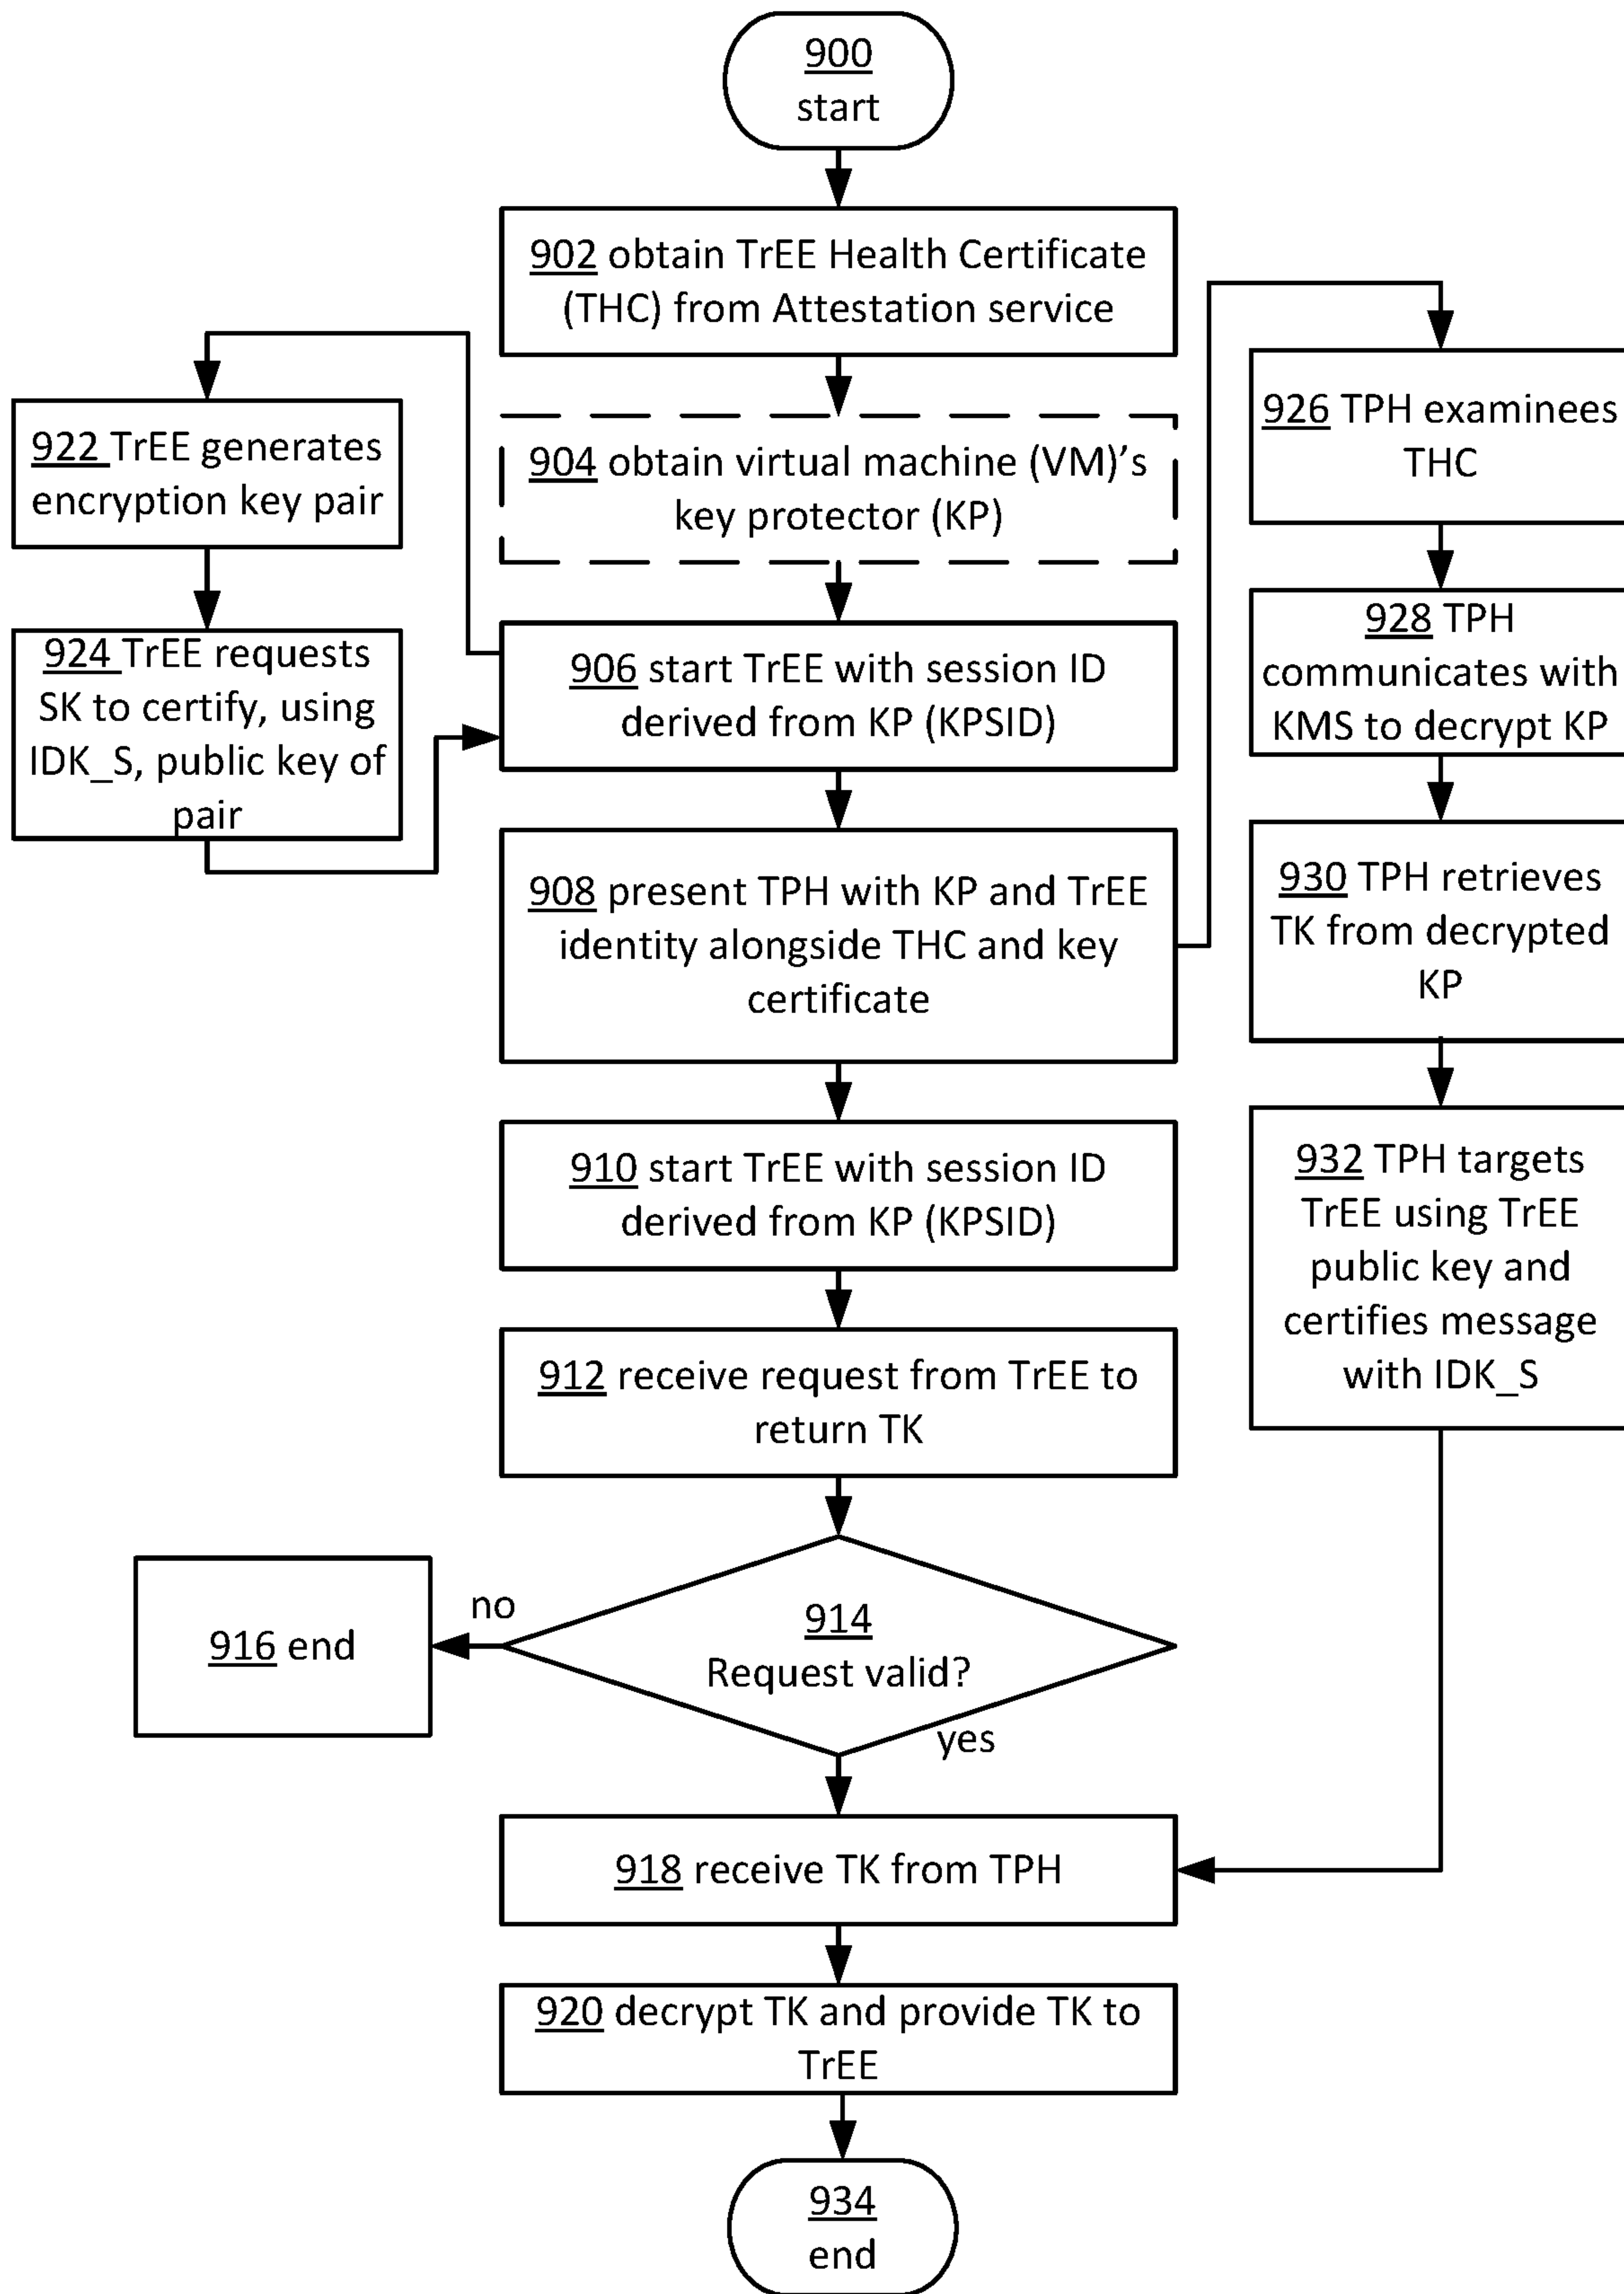 900
start
902 obtain TrEE Health Certificate
(THC) from Attestation service
904 obtain virtual machine (VM)'s
key protector (KP)
922 TrEE generates
encryption key pair
924 TrEE requests
SK to certify, using
IDK_S, public key of
pair
906 start TrEE with session ID
derived from KP (KPSID)
908 present TPH with KP and TrEE
identity alongside THC and key
certificate
926 TPH examinees
THC
928 TPH
communicates with
KMS to decrypt KP
930 TPH retrieves
TK from decrypted
KP
932 TPH targets
TrEE using TrEE
public key and
certifies message
with IDK_S
910 start TrEE with session ID
derived from KP (KPSID)
912 receive request from TrEE to
return TK
914
Request valid?
no
916 end
yes
918 receive TK from TPH
920 decrypt TK and provide TK to
TrEE
934
end